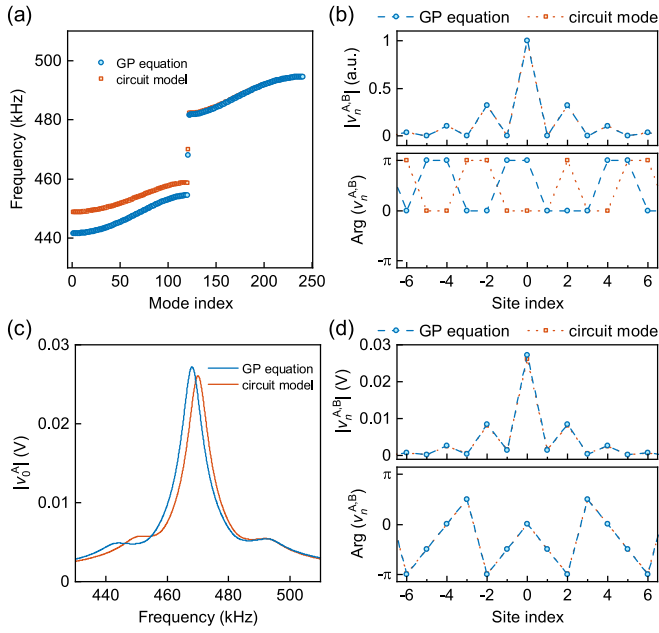 (a)
Frequency (kHz)
500
480
460
440
GP equation
circuit model
0 50 100 150 200 250
Mode index
(b)
GP equation circuit mode
|v_n^{A,B}| (a.u.)
1
0.5
0
Arg (v_n^{A,B})
π
0
-π
-6 -4 -2 0 2 4 6
Site index
(c)
|v_0^A| (V)
0.03
0.02
0.01
0
GP equation
circuit model
440 460 480 500
Frequency (kHz)
(d)
GP equation circuit mode
|v_n^{A,B}| (V)
0.03
0.02
0.01
0
Arg (v_n^{A,B})
π
0
-π
-6 -4 -2 0 2 4 6
Site index